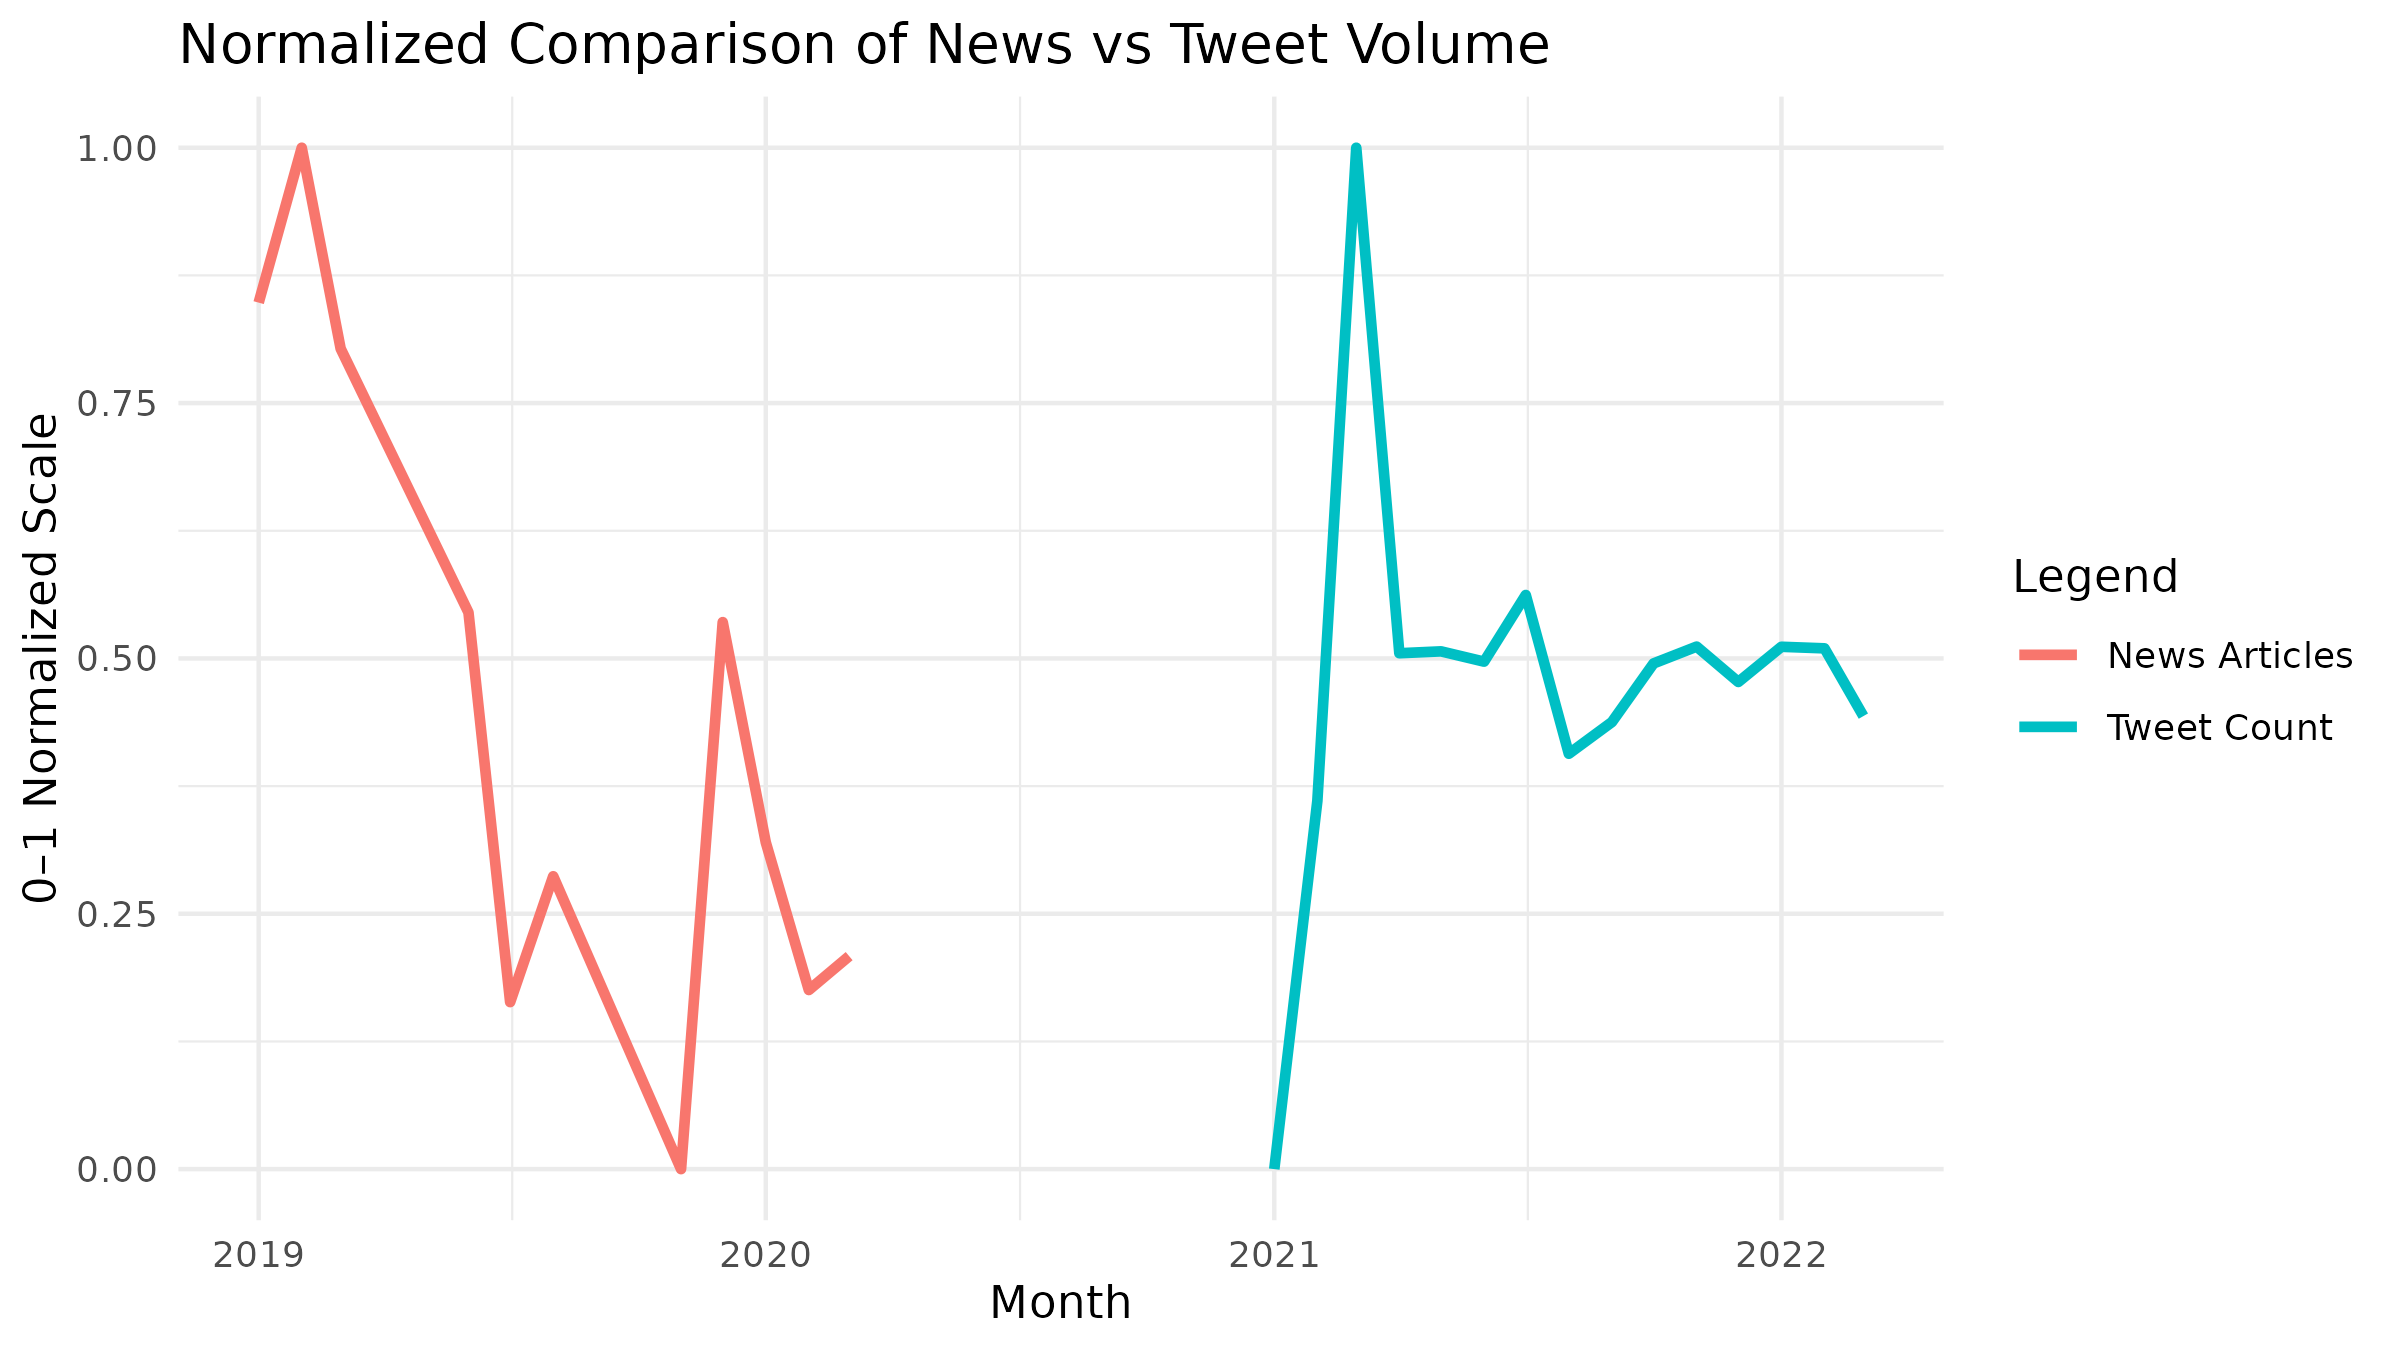 Normalized Comparison of News vs Tweet Volume
1.00
0.75
0.50
0.25
0.00
0–1 Normalized Scale
2019 2020 2021 2022
Month
Legend
News Articles
Tweet Count